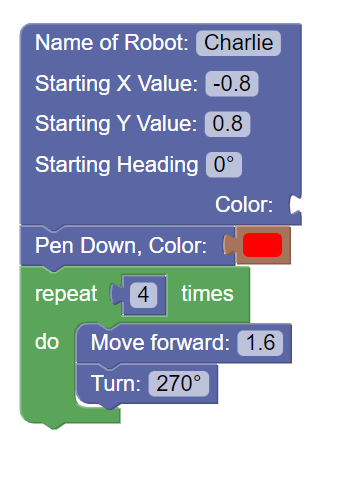 Name of Robot: Charlie
Starting X Value: -0.8
Starting Y Value: 0.8
Starting Heading 0°
Color:
Pen Down, Color:
repeat 4 times
do Move forward: 1.6
Turn: 270°